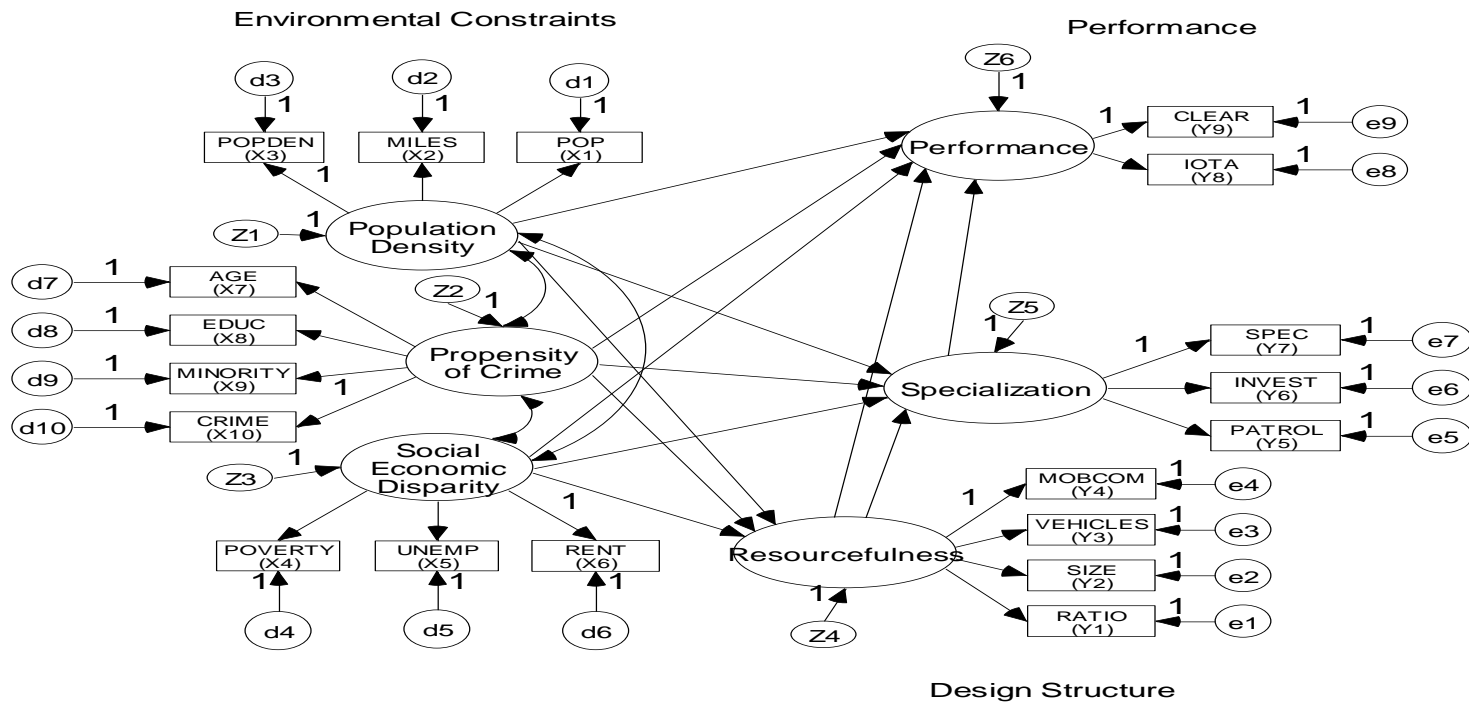 Environmental Constraints
Performance
d3
d2
d1
Z6
1
1
1
1
POPDEN
(X3)
MILES
(X2)
POP
(X1)
1
CLEAR
(Y9)
1
e9
Performance
IOTA
(Y8)
1
e8
1
Z1
1
Population
Density
d7
1
AGE
(X7)
Z2
1
d8
1
EDUC
(X8)
Z5
1
d9
1
MINORITY
(X9)
1
Propensity
of Crime
d10
1
CRIME
(X10)
Specialization
1
SPEC
(Y7)
1
e7
INVEST
(Y6)
1
e6
PATROL
(Y5)
1
e5
Z3
1
Social
Economic
Disparity
1
POVERTY
(X4)
UNEMP
(X5)
RENT
(X6)
1
1
1
d4
d5
d6
Resourcefulness
1
Z4
1
MOBCOM
(Y4)
1
e4
VEHICLES
(Y3)
1
e3
SIZE
(Y2)
1
e2
RATIO
(Y1)
1
e1
Design Structure